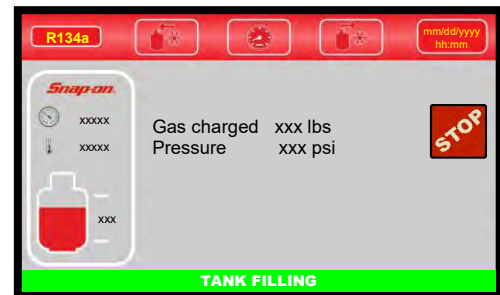 R134a
mm/dd/yyyy
hh:mm
Snap-on
xxxxx
xxxxx
xxx
Gas charged xxx lbs
Pressure xxx psi
STOP
TANK FILLING